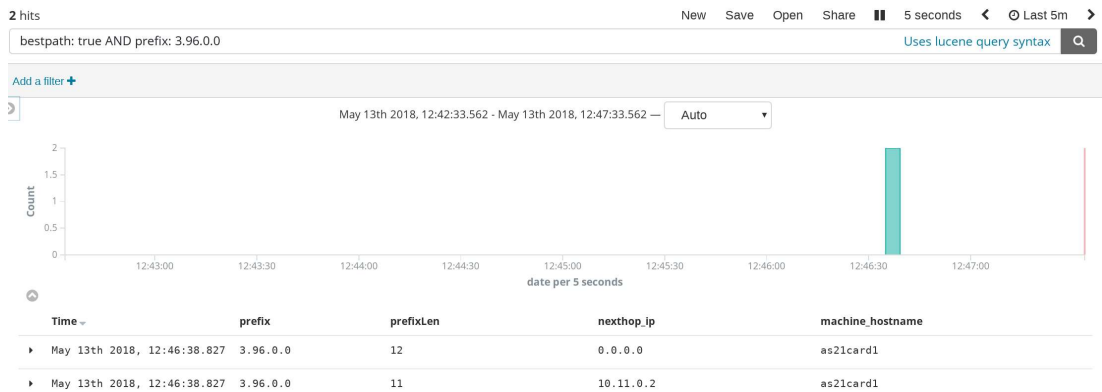 2 hits
New Save Open Share 5 seconds Last 5m
bestpath: true AND prefix: 3.96.0.0 Uses lucene query syntax
Add a filter +
May 13th 2018, 12:42:33.562 - May 13th 2018, 12:47:33.562 — Auto
2
1.5
1
0.5
0
Count
12:43:00 12:43:30 12:44:00 12:44:30 12:45:00 12:45:30 12:46:00 12:46:30 12:47:00
date per 5 seconds
Time prefix prefixLen nexthop_ip machine_hostname
May 13th 2018, 12:46:38.827 3.96.0.0 12 0.0.0.0 as21card1
May 13th 2018, 12:46:38.827 3.96.0.0 11 10.11.0.2 as21card1